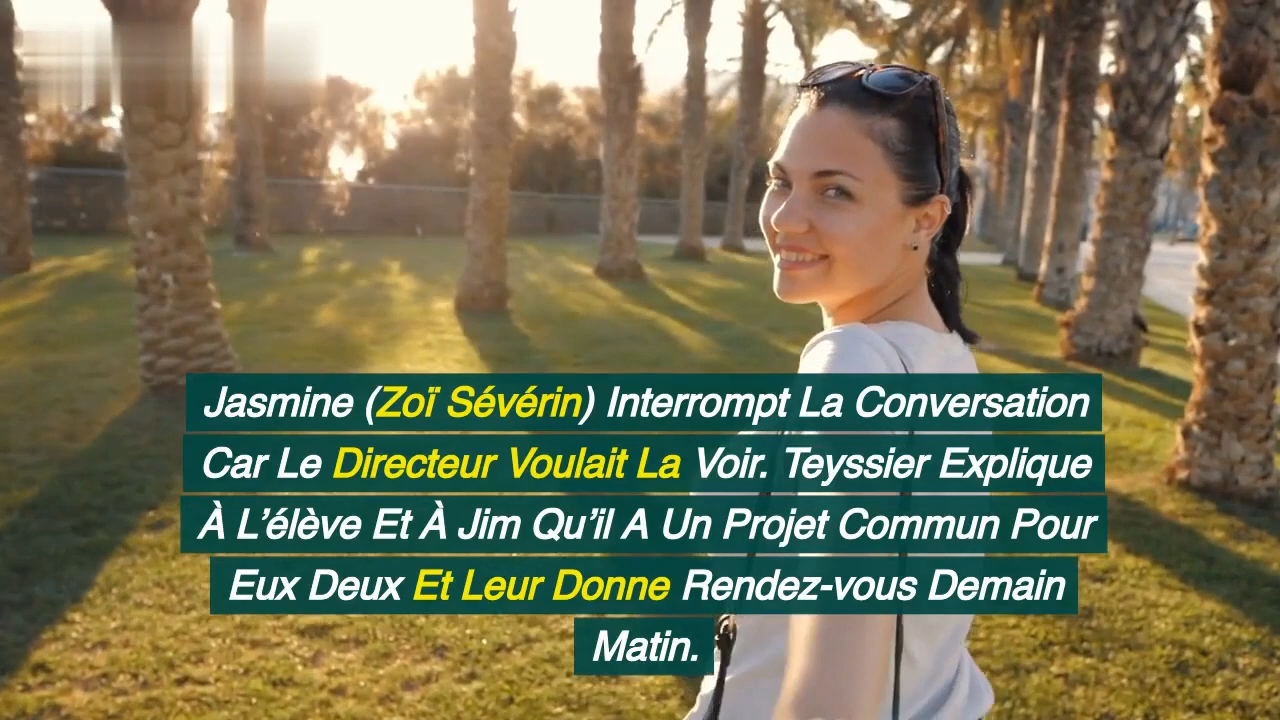 Jasmine (Zoï Sévérin) Interrompt La Conversation
Car Le Directeur Voulait La Voir. Teyssier Explique
À L’élève Et À Jim Qu’il A Un Projet Commun Pour
Eux Deux Et Leur Donne Rendez-vous Demain
Matin.